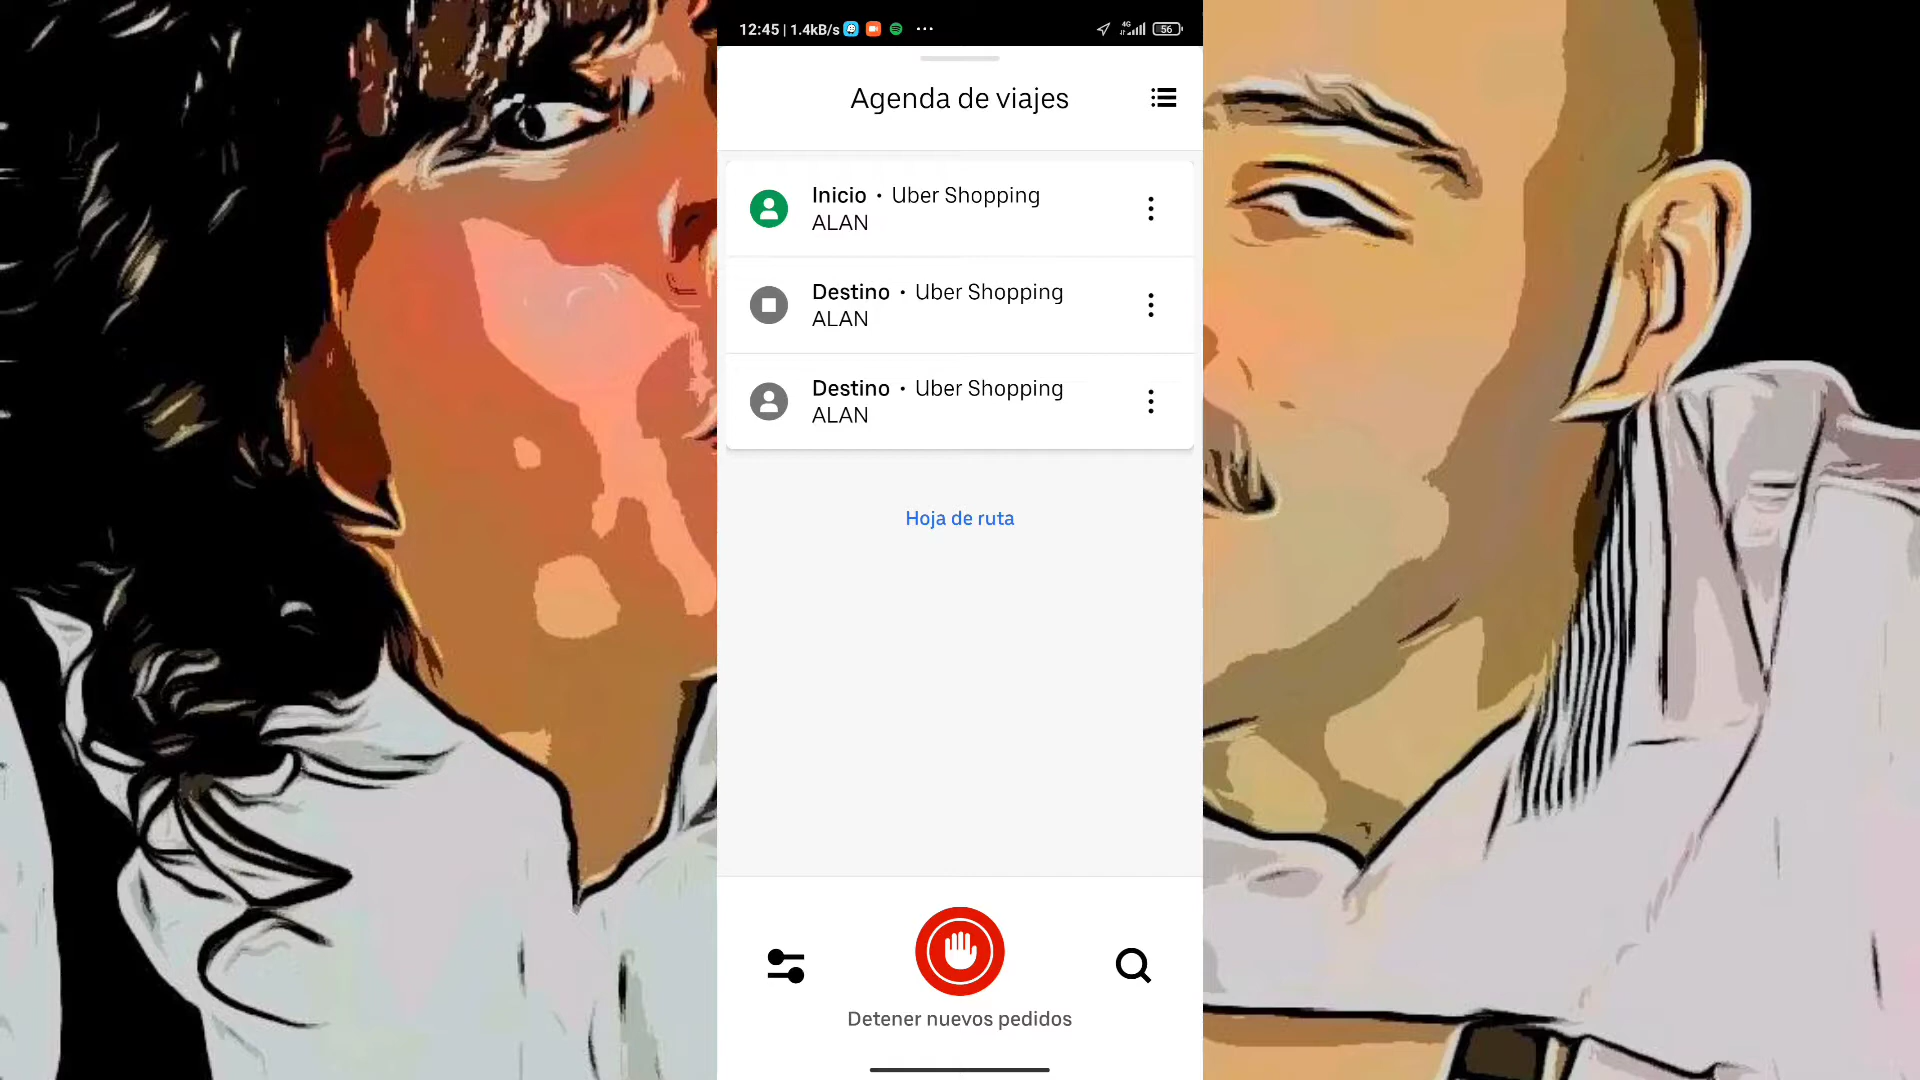 12:45 | 1.4kB/s ...
4G
56
Agenda de viajes
Inicio • Uber Shopping
ALAN
Destino • Uber Shopping
ALAN
Destino • Uber Shopping
ALAN
Hoja de ruta
Detener nuevos pedidos